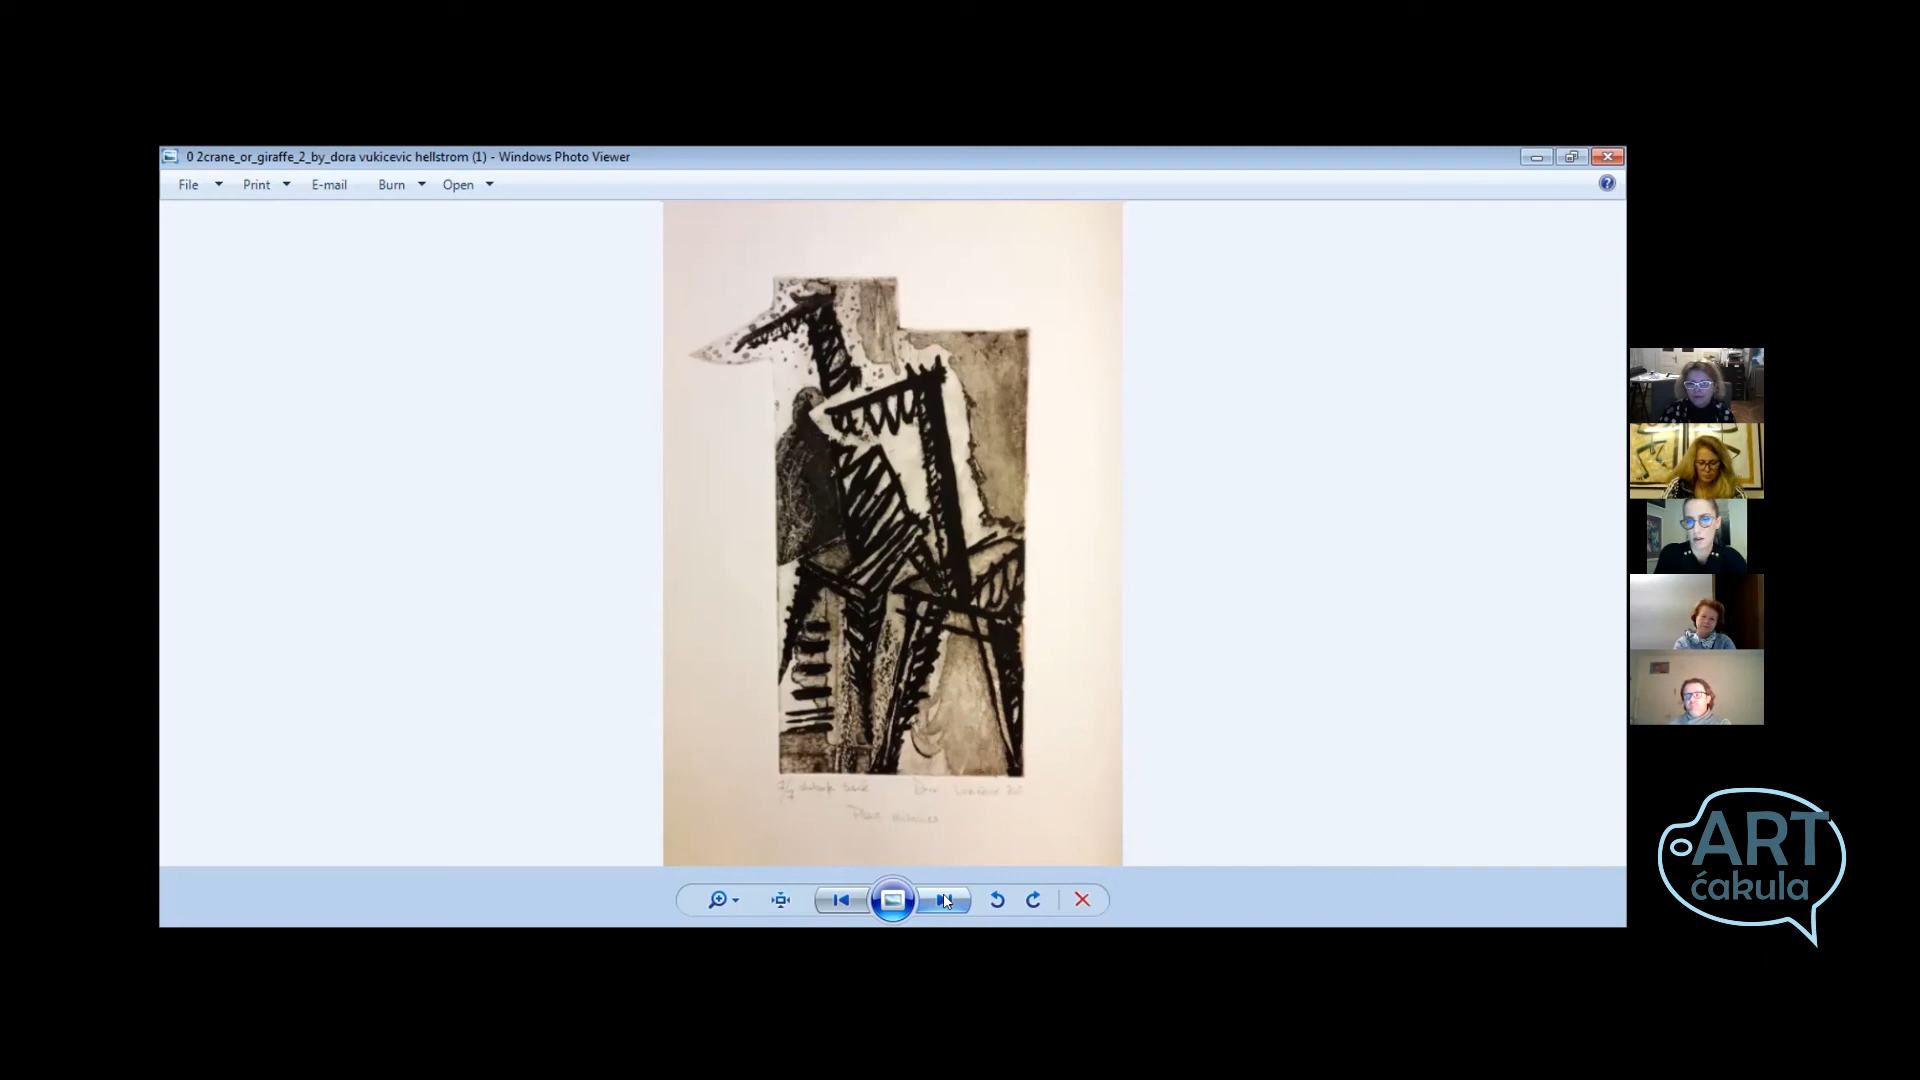 0 2crane_or_giraffe_2_by_dora vukicevic hellstrom (1) - Windows Photo Viewer
File Print E-mail Burn Open
ART
ćakula